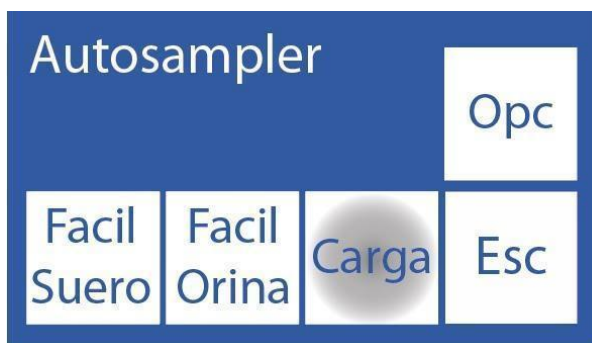 Autosampler
Opc
Facil
Suero
Facil
Orina
Carga
Esc